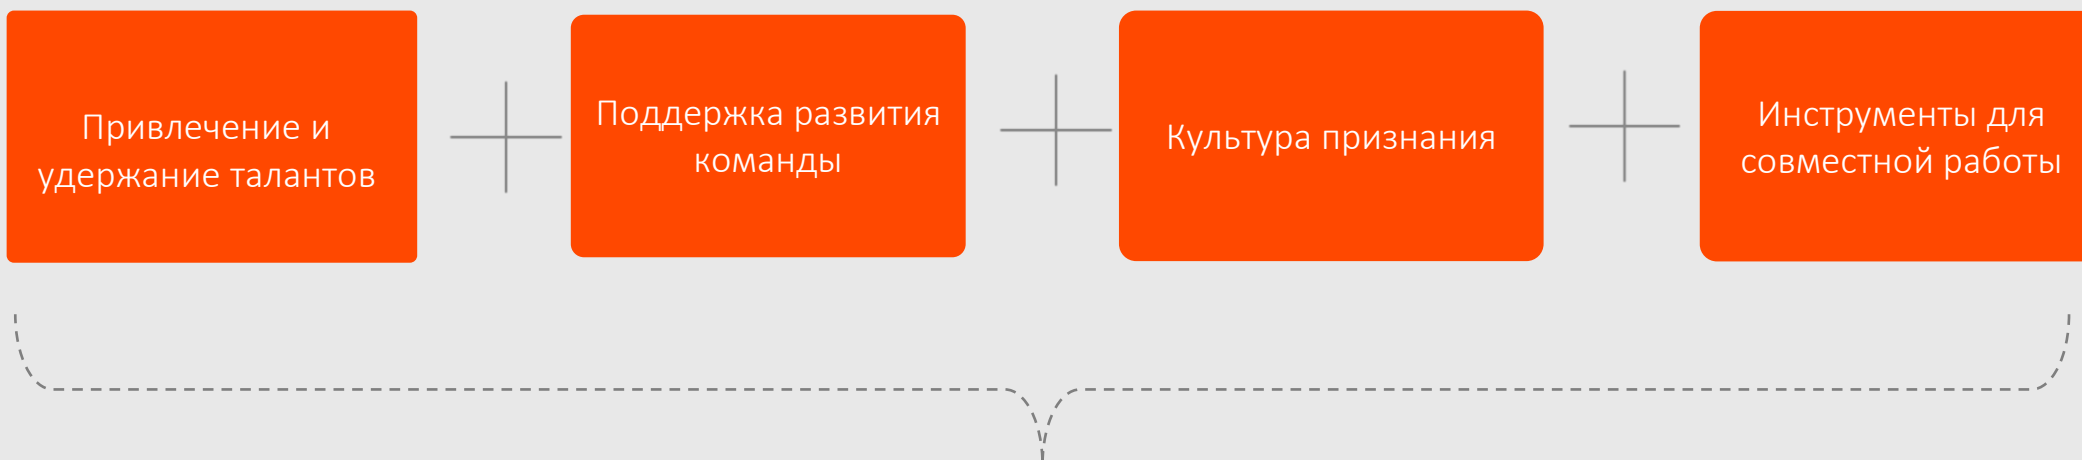 Привлечение и
удержание талантов
Поддержка развития
команды
Культура признания
Инструменты для
совместной работы